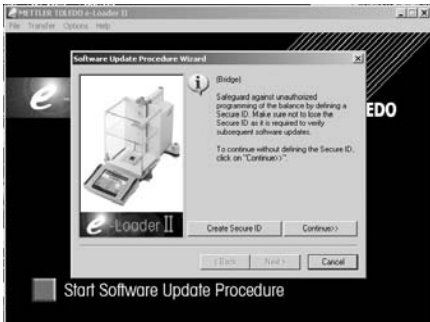 METTLER TOLEDO e-Loader II
File Transfer Options Help
Software Update Procedure Wizard
(Bridge)
Safeguard against unauthorized
programming of the balance by defining a
Secure ID. Make sure not to lose the
Secure ID as it is required to verify
subsequent software updates.
To continue without defining the Secure ID,
click on "Continue>>".
e
EDO
e-Loader II
Create Secure ID
Continue>>
< Back
Next >
Cancel
Start Software Update Procedure